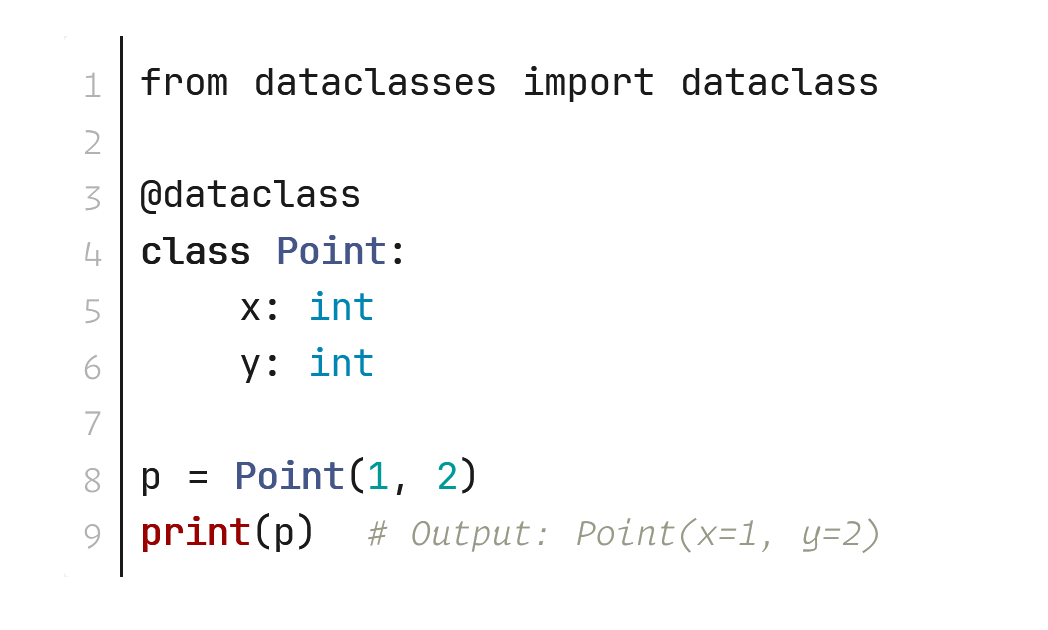 1 from dataclasses import dataclass
2
3 @dataclass
4 class Point:
5     x: int
6     y: int
7
8 p = Point(1, 2)
9 print(p)  # Output: Point(x=1, y=2)